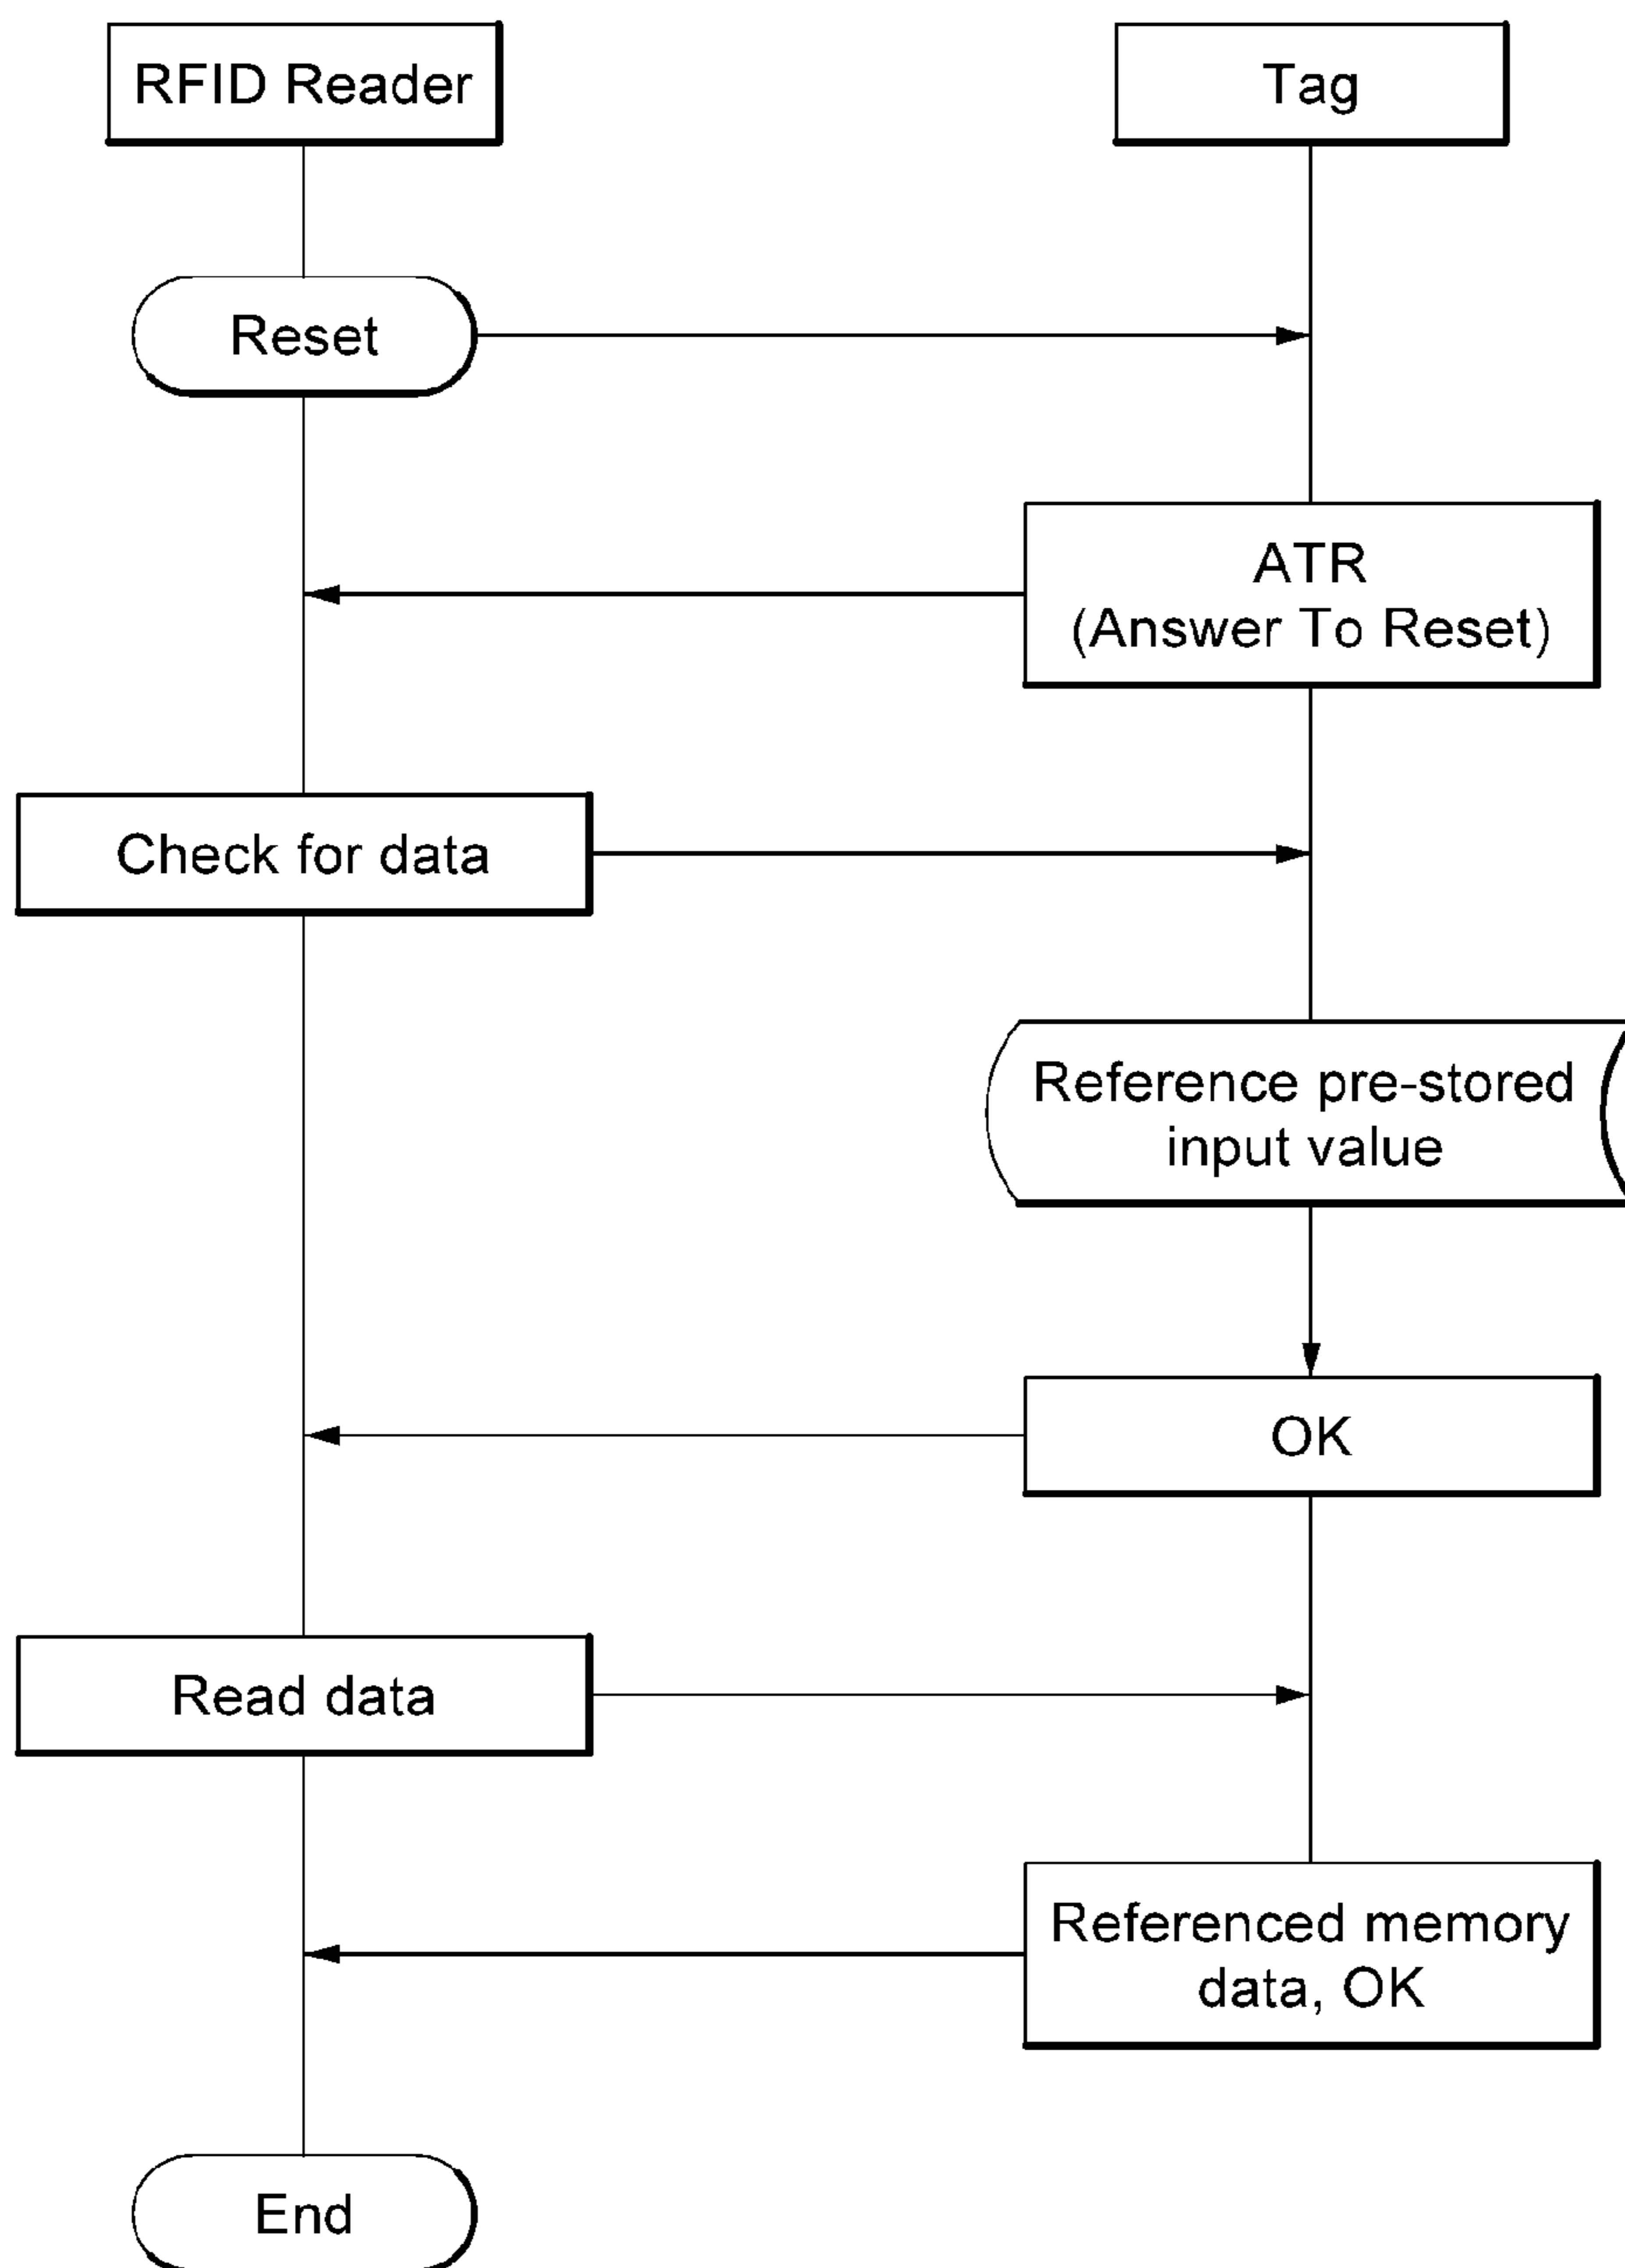 RFID Reader
Tag
Reset
ATR
(Answer To Reset)
Check for data
Reference pre-stored
input value
OK
Read data
Referenced memory
data, OK
End